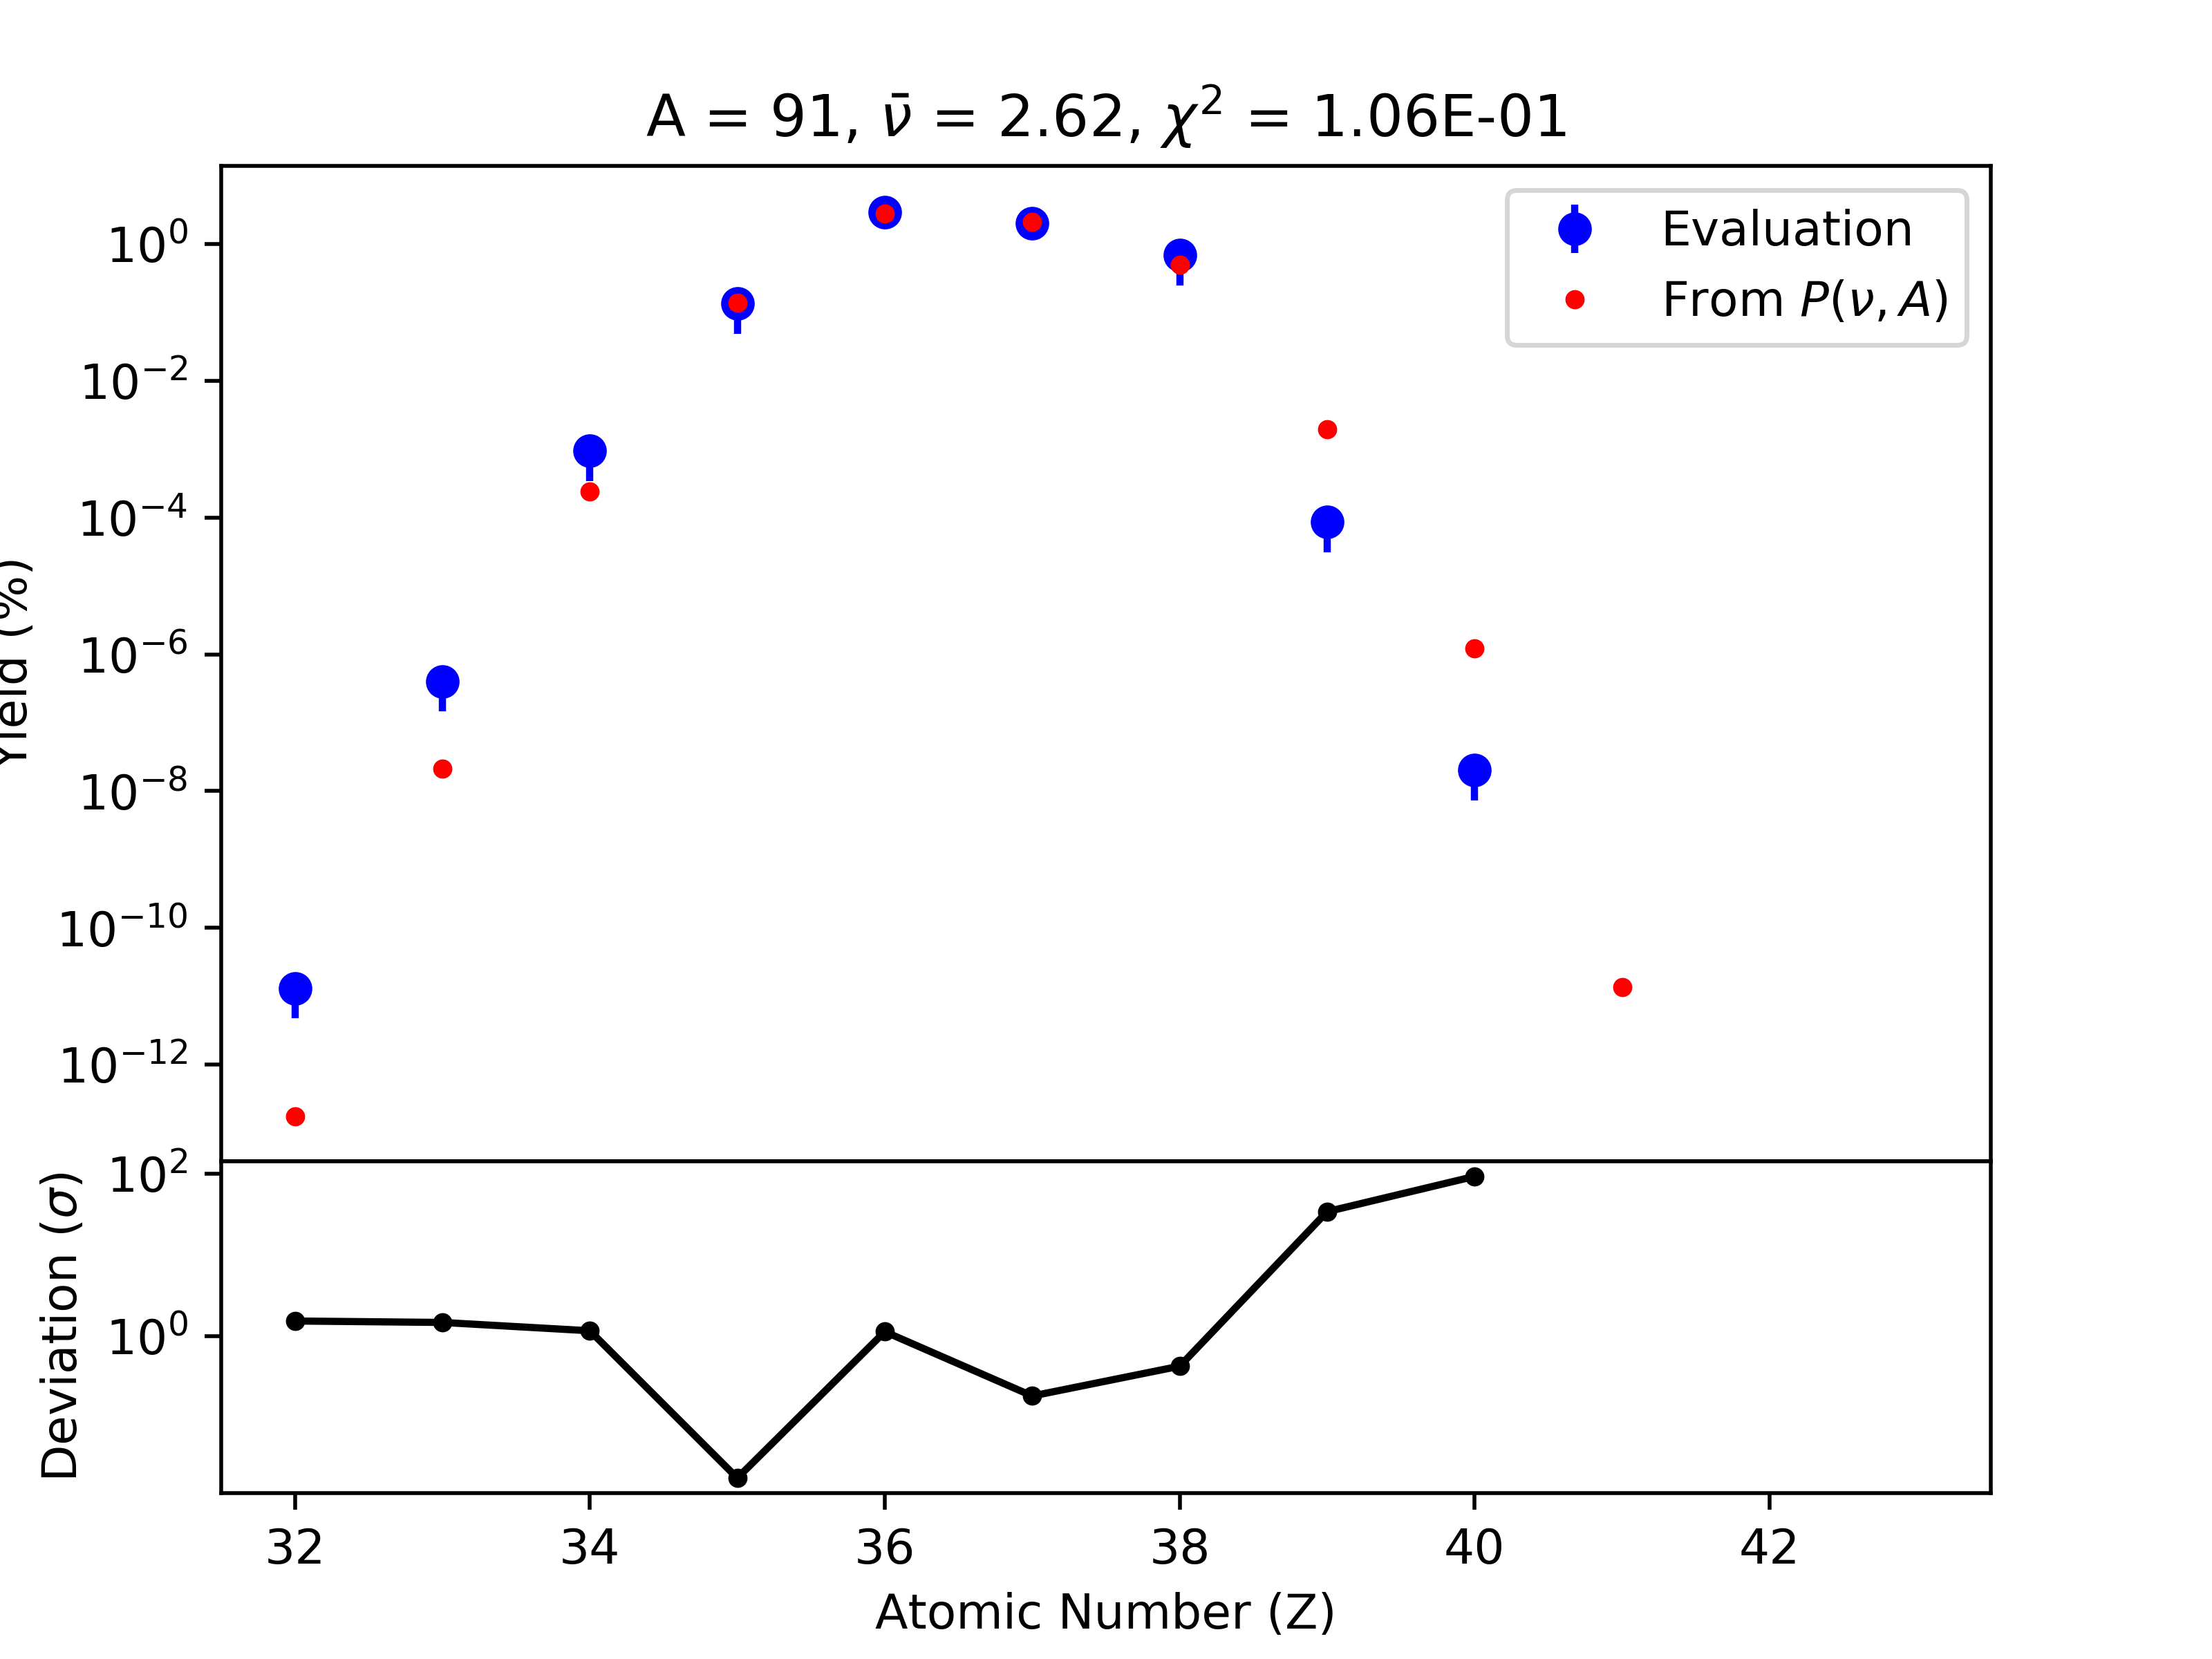 A = 91, ν̄ = 2.62, χ² = 1.06E-01
Evaluation
From P(ν, A)
Yield (%)
10⁰
10⁻²
10⁻⁴
10⁻⁶
10⁻⁸
10⁻¹⁰
10⁻¹²
Deviation (σ)
10²
10⁰
32 34 36 38 40 42
Atomic Number (Z)